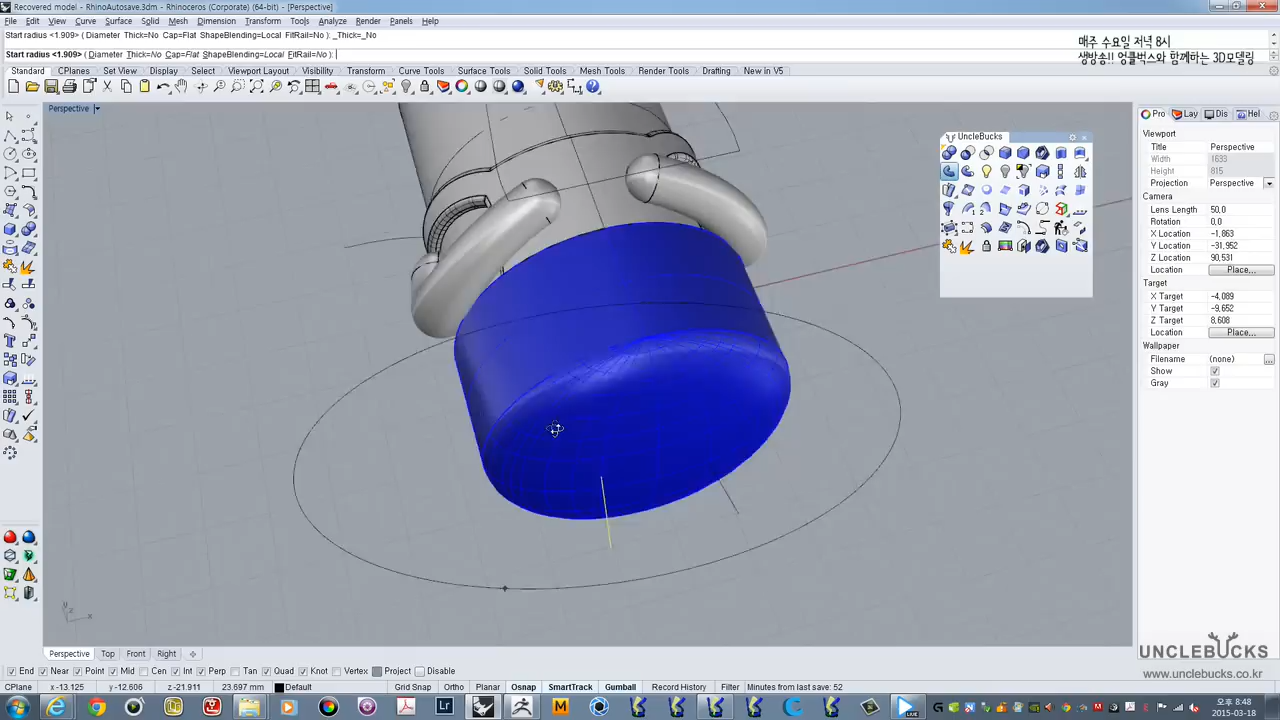 Recovered model - RhinoAutosave.3dm - Rhinoceros (Corporate) (64-bit) - [Perspective]
File Edit View Curve Surface Solid Mesh Dimension Transform Tools Analyze Render Panels Help
Start radius <1.909> ( Diameter Thick=No Cap=Flat ShapeBlending=Local FitRail=No ): _Thick=_No
Start radius <1.909> ( Diameter Thick=No Cap=Flat ShapeBlending=Local FitRail=No ):
매주 수요일 저녁 8시
생방송!! 엉클벅스와 함께하는 3D모델링
Standard CPlanes Set View Display Select Viewport Layout Visibility Transform Curve Tools Surface Tools Solid Tools Mesh Tools Render Tools Drafting New in V5
Perspective
UncleBucks
Pro Lay Dis Hel
Viewport
Title Perspective
Width 1633
Height 815
Projection Perspective
Camera
Lens Length 50,0
Rotation 0,0
X Location -1,863
Y Location -31,952
Z Location 90,531
Location Place...
Target
X Target -4,089
Y Target -9,652
Z Target 8,608
Location Place...
Wallpaper
Filename (none) ...
Show
Gray
y
z
x
Perspective Top Front Right
End Near Point Mid Cen Int Perp Tan Quad Knot Vertex Project Disable
UNCLEBUCKS
www.unclebucks.co.kr
CPlane x -13.125 y -12.606 z -21.911 23.697 mm Default Grid Snap Ortho Planar Osnap SmartTrack Gumball Record History Filter Minutes from last save: 52
Lr
M
LIVE
오후 8:48
2015-03-18